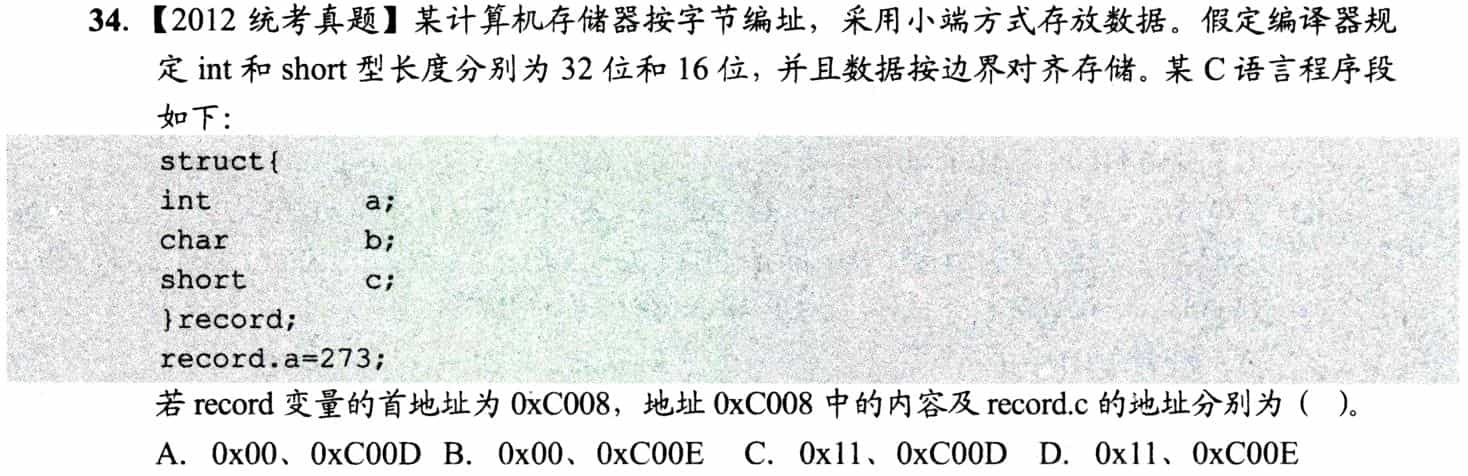 34. 【2012 统考真题】某计算机存储器按字节编址，采用小端方式存放数据。假定编译器规
定 int 和 short 型长度分别为 32 位和 16 位，并且数据按边界对齐存储。某 C 语言程序段
如下：
struct{
int a;
char b;
short c;
}record;
record.a=273;
若 record 变量的首地址为 0xC008，地址 0xC008 中的内容及 record.c 的地址分别为（ ）。
A. 0x00、0xC00D B. 0x00、0xC00E C. 0x11、0xC00D D. 0x11、0xC00E